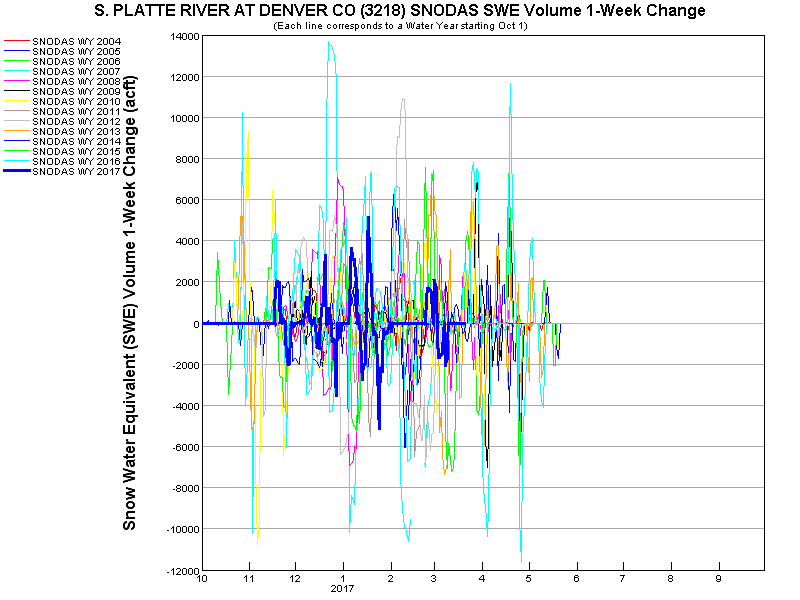 S. PLATTE RIVER AT DENVER CO (3218) SNODAS SWE Volume 1-Week Change
(Each line corresponds to a Water Year starting Oct 1)
SNODAS WY 2004
SNODAS WY 2005
SNODAS WY 2006
SNODAS WY 2007
SNODAS WY 2008
SNODAS WY 2009
SNODAS WY 2010
SNODAS WY 2011
SNODAS WY 2012
SNODAS WY 2013
SNODAS WY 2014
SNODAS WY 2015
SNODAS WY 2016
SNODAS WY 2017
Snow Water Equivalent (SWE) Volume 1-Week Change (acft)
14000
12000
10000
8000
6000
4000
2000
0
-2000
-4000
-6000
-8000
-10000
-12000
10 11 12 1 2 3 4 5 6 7 8 9
2017